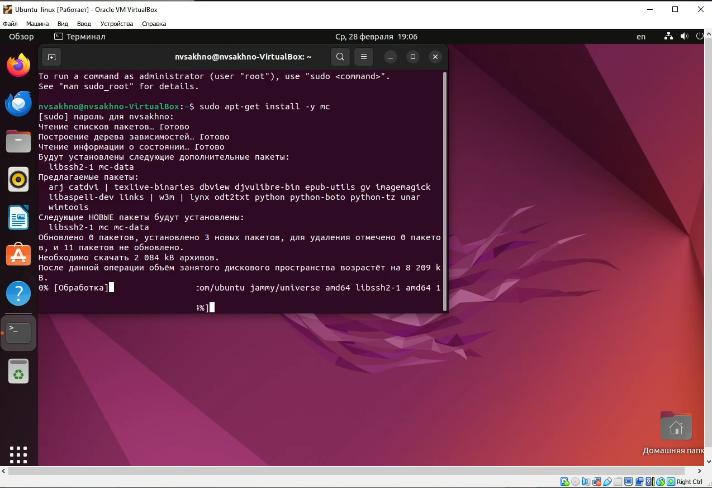 Ubuntu_linux [Работает] - Oracle VM VirtualBox
Файл Машина Вид Ввод Устройства Справка
Обзор Терминал Ср, 28 февраля 19:06 en
nvsakhno@nvsakhno-VirtualBox: ~
To run a command as administrator (user "root"), use "sudo <command>".
See "man sudo_root" for details.
nvsakhno@nvsakhno-VirtualBox:~$ sudo apt-get install -y mc
[sudo] пароль для nvsakhno:
Чтение списков пакетов… Готово
Построение дерева зависимостей… Готово
Чтение информации о состоянии… Готово
Будут установлены следующие дополнительные пакеты:
libssh2-1 mc-data
Предлагаемые пакеты:
arj catdvi | texlive-binaries dbview djvulibre-bin epub-utils gv imagemagick
libaspell-dev links | w3m | lynx odt2txt python python-boto python-tz unar
wimtools
Следующие НОВЫЕ пакеты будут установлены:
libssh2-1 mc mc-data
Обновлено 0 пакетов, установлено 3 новых пакетов, для удаления отмечено 0 пакето
в, и 11 пакетов не обновлено.
Необходимо скачать 2 084 kB архивов.
После данной операции объём занятого дискового пространства возрастёт на 8 209 k
B.
0% [Обработка] om/ubuntu jammy/universe amd64 libssh2-1 amd64 1
%]
Домашняя папк
Right Ctrl